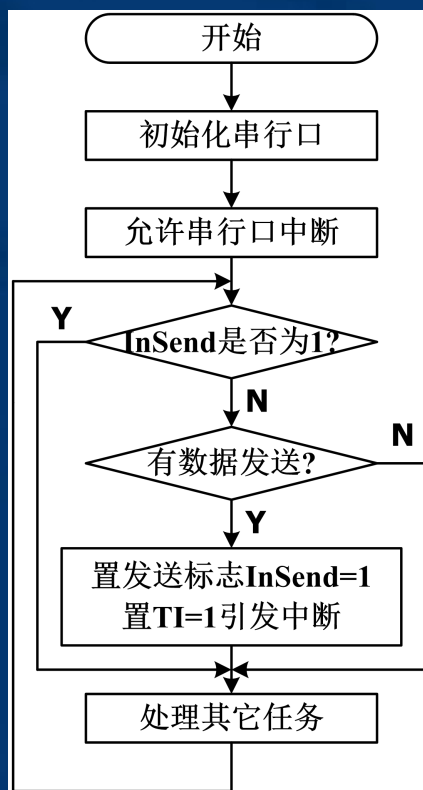 开始
初始化串行口
允许串行口中断
Y
InSend是否为1?
N
有数据发送?
N
Y
置发送标志InSend=1
置TI=1引发中断
处理其它任务